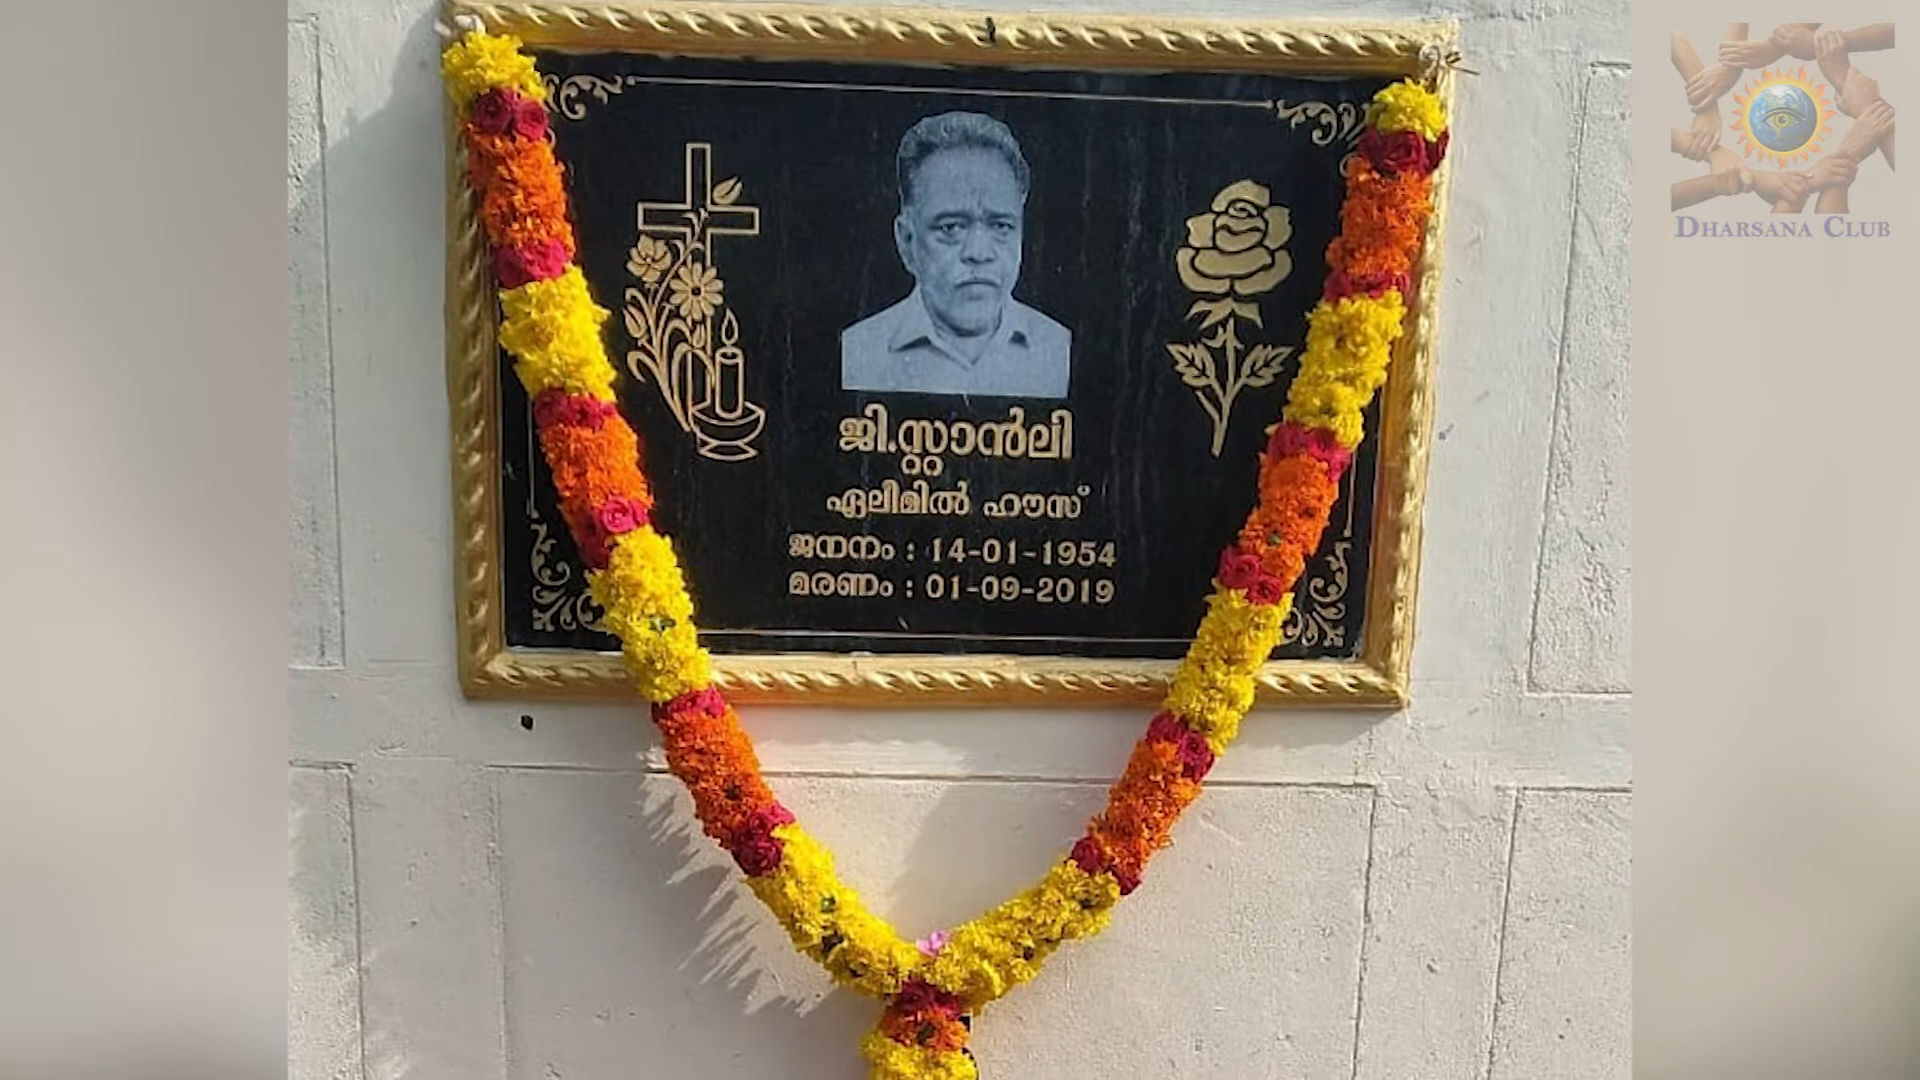 ജി.സ്റ്റാൻലി
ഏലിമിൽ ഹൗസ്
ജനനം : 14-01-1954
മരണം : 01-09-2019
DHARSANA CLUB